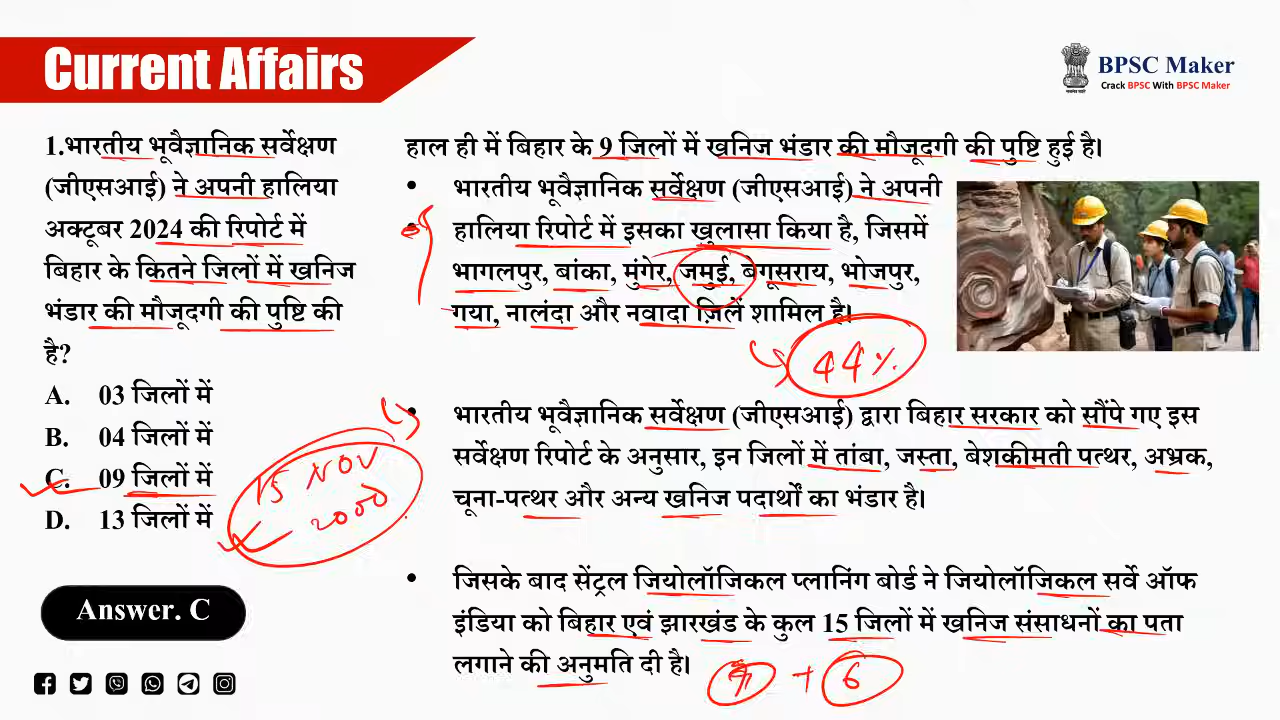 Current Affairs
BPSC Maker
Crack BPSC With BPSC Maker
1.भारतीय भूवैज्ञानिक सर्वेक्षण
(जीएसआई) ने अपनी हालिया
अक्टूबर 2024 की रिपोर्ट में
बिहार के कितने जिलों में खनिज
भंडार की मौजूदगी की पुष्टि की
है?
A. 03 जिलों में
B. 04 जिलों में
C. 09 जिलों में
D. 13 जिलों में
15 NOV
2000
Answer. C
हाल ही में बिहार के 9 जिलों में खनिज भंडार की मौजूदगी की पुष्टि हुई है।
• भारतीय भूवैज्ञानिक सर्वेक्षण (जीएसआई) ने अपनी
हालिया रिपोर्ट में इसका खुलासा किया है, जिसमें
भागलपुर, बांका, मुंगेर, जमुई, बेगूसराय, भोजपुर,
गया, नालंदा और नवादा ज़िलें शामिल है।
44%
• भारतीय भूवैज्ञानिक सर्वेक्षण (जीएसआई) द्वारा बिहार सरकार को सौंपे गए इस
सर्वेक्षण रिपोर्ट के अनुसार, इन जिलों में तांबा, जस्ता, बेशकीमती पत्थर, अभ्रक,
चूना-पत्थर और अन्य खनिज पदार्थों का भंडार है।
• जिसके बाद सेंट्रल जियोलॉजिकल प्लानिंग बोर्ड ने जियोलॉजिकल सर्वे ऑफ
इंडिया को बिहार एवं झारखंड के कुल 15 जिलों में खनिज संसाधनों का पता
लगाने की अनुमति दी है।
+ 6